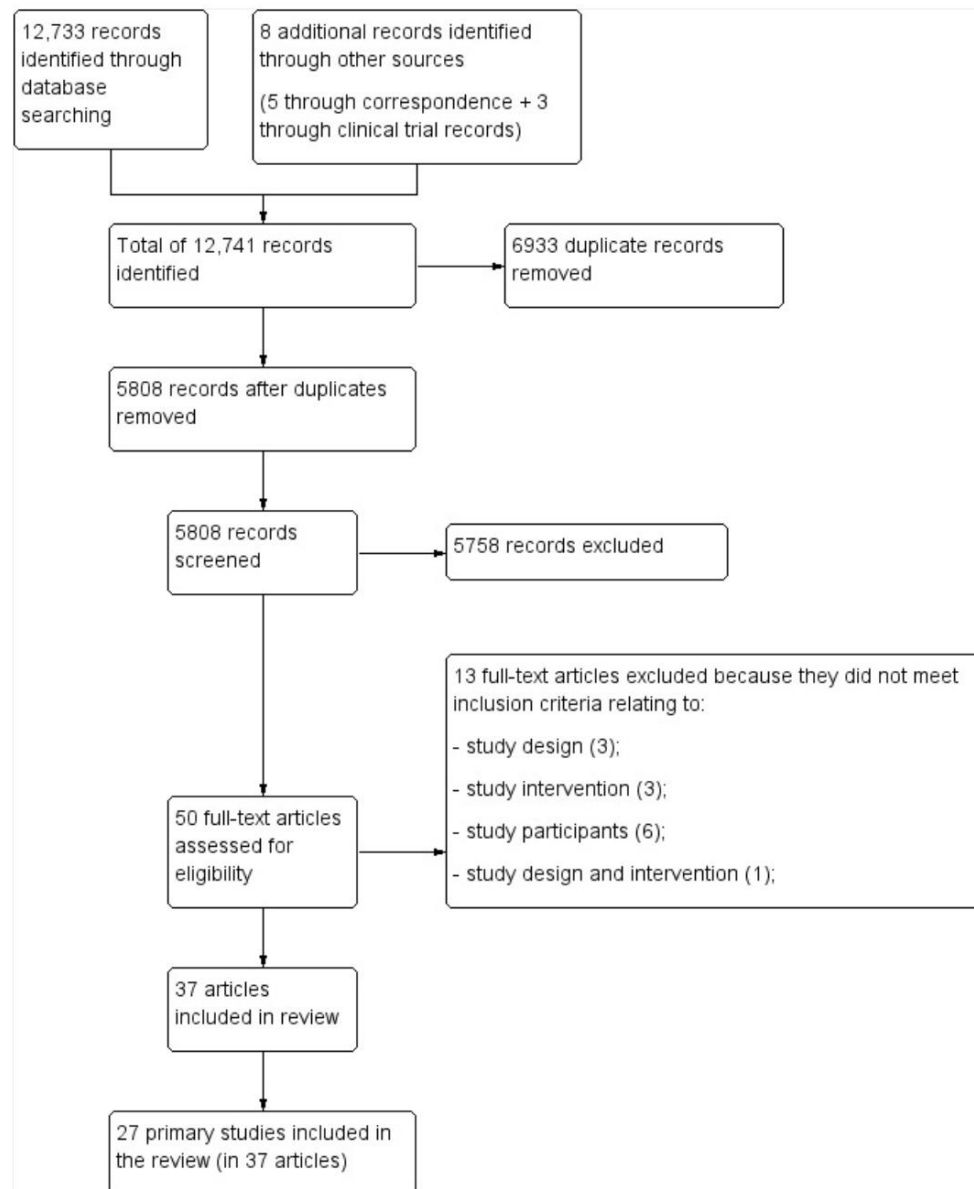 12,733 records
identified through
database
searching
8 additional records identified
through other sources
(5 through correspondence + 3
through clinical trial records)
Total of 12,741 records
identified
6933 duplicate records
removed
5808 records after duplicates
removed
5808 records
screened
5758 records excluded
13 full-text articles excluded because they did not meet
inclusion criteria relating to:
- study design (3);
- study intervention (3);
- study participants (6);
- study design and intervention (1);
50 full-text articles
assessed for
eligibility
37 articles
included in review
27 primary studies included in
the review (in 37 articles)